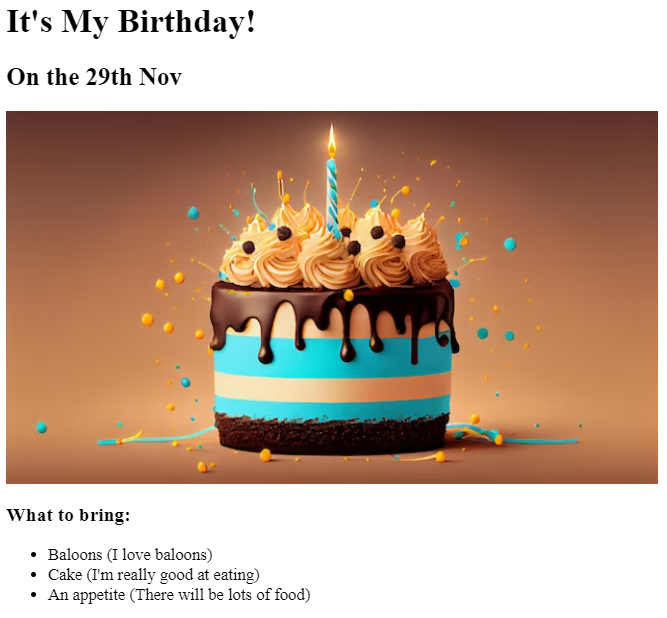 It's My Birthday!
On the 29th Nov
What to bring:
Baloons (I love baloons)
Cake (I'm really good at eating)
An appetite (There will be lots of food)